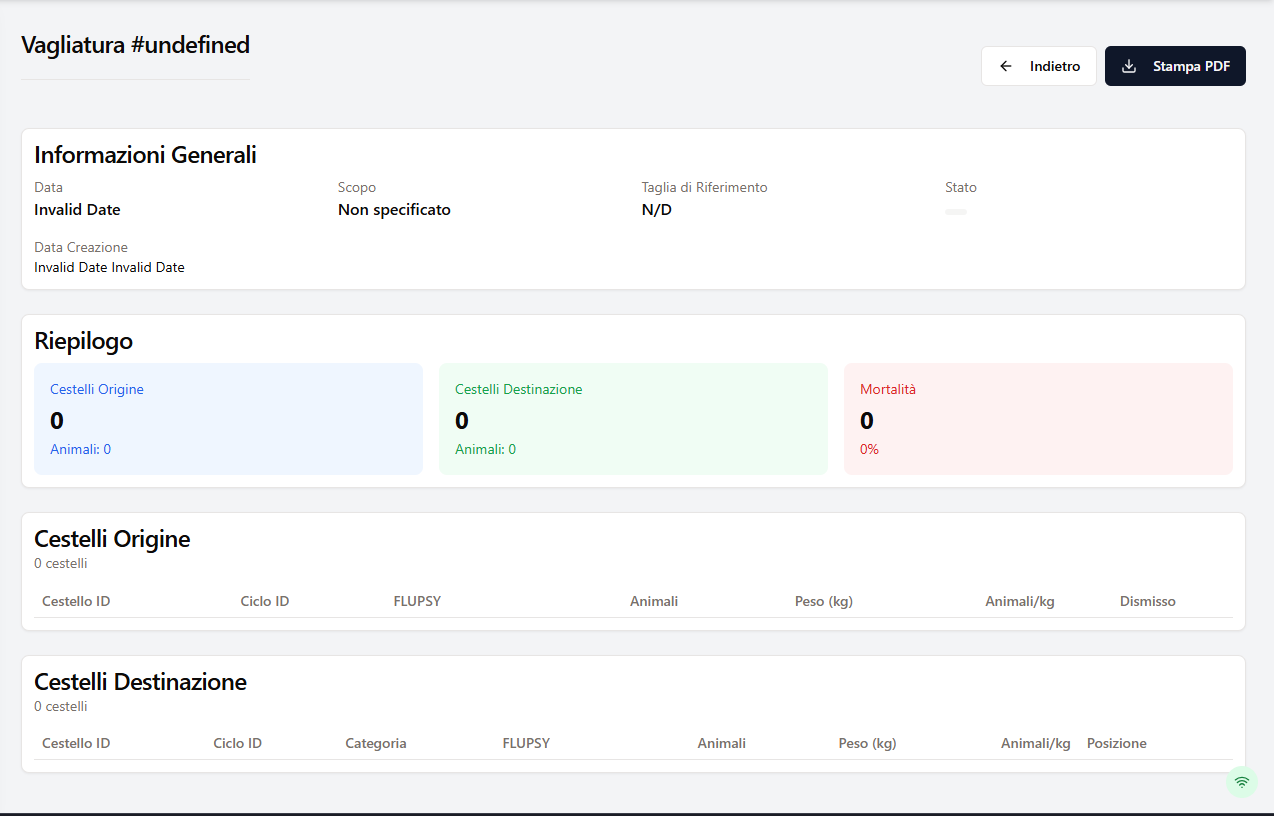 Vagliatura #undefined
Indietro
Stampa PDF
Informazioni Generali
Data Scopo Taglia di Riferimento Stato
Invalid Date Non specificato N/D
Data Creazione
Invalid Date Invalid Date
Riepilogo
Cestelli Origine
0
Animali: 0
Cestelli Destinazione
0
Animali: 0
Mortalità
0
0%
Cestelli Origine
0 cestelli
Cestello ID Ciclo ID FLUPSY Animali Peso (kg) Animali/kg Dismisso
Cestelli Destinazione
0 cestelli
Cestello ID Ciclo ID Categoria FLUPSY Animali Peso (kg) Animali/kg Posizione